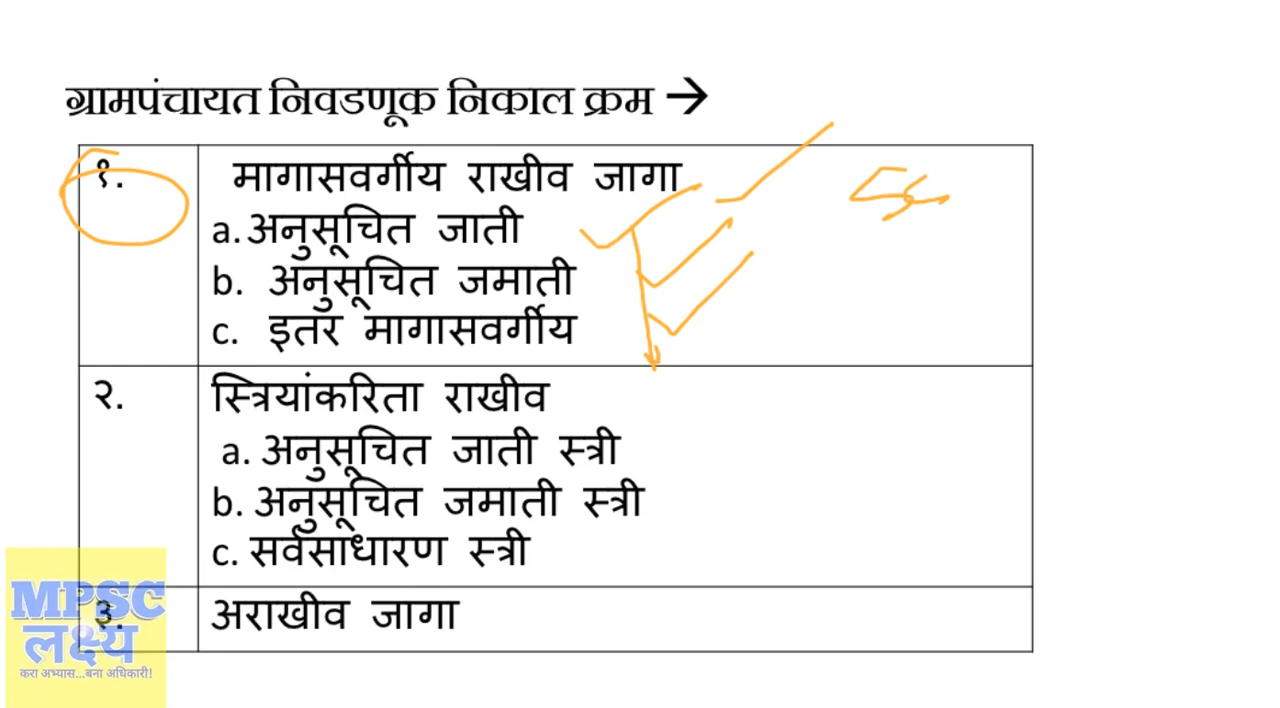 ग्रामपंचायत निवडणूक निकाल क्रम →
१.
मागासवर्गीय राखीव जागा
a. अनुसूचित जाती
b. अनुसूचित जमाती
c. इतर मागासवर्गीय
२.
स्त्रियांकरिता राखीव
a. अनुसूचित जाती स्त्री
b. अनुसूचित जमाती स्त्री
c. सर्वसाधारण स्त्री
३.
अराखीव जागा
MPSC
लक्ष्य
करा अभ्यास...बना अधिकारी!